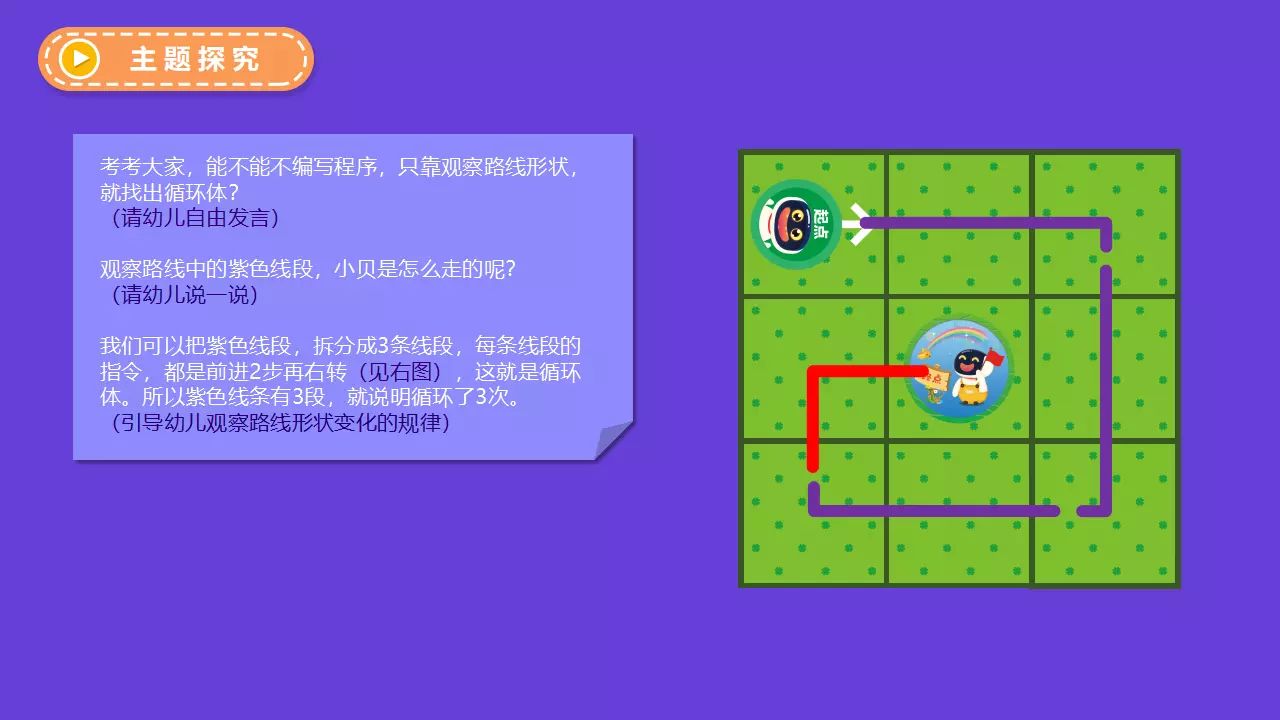 主题探究
考考大家，能不能不编写程序，只靠观察路线形状，
就找出循环体？
（请幼儿自由发言）
观察路线中的紫色线段，小贝是怎么走的呢？
（请幼儿说一说）
我们可以把紫色线段，拆分成3条线段，每条线段的
指令，都是前进2步再右转（见右图），这就是循环
体。所以紫色线条有3段，就说明循环了3次。
（引导幼儿观察路线形状变化的规律）
起点
终点